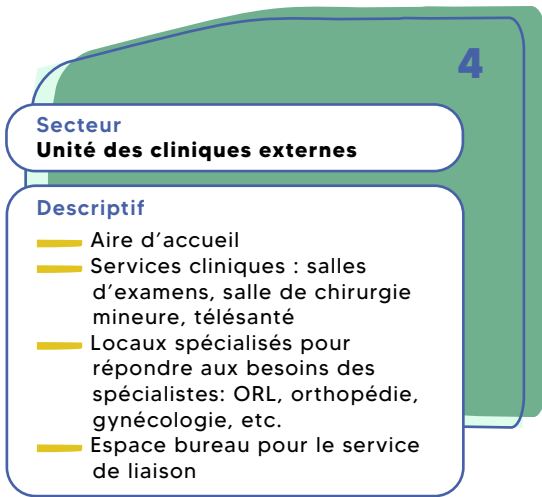 4
Secteur
Unité des cliniques externes
Descriptif
Aire d’accueil
Services cliniques : salles
d’examens, salle de chirurgie
mineure, télésanté
Locaux spécialisés pour
répondre aux besoins des
spécialistes: ORL, orthopédie,
gynécologie, etc.
Espace bureau pour le service
de liaison